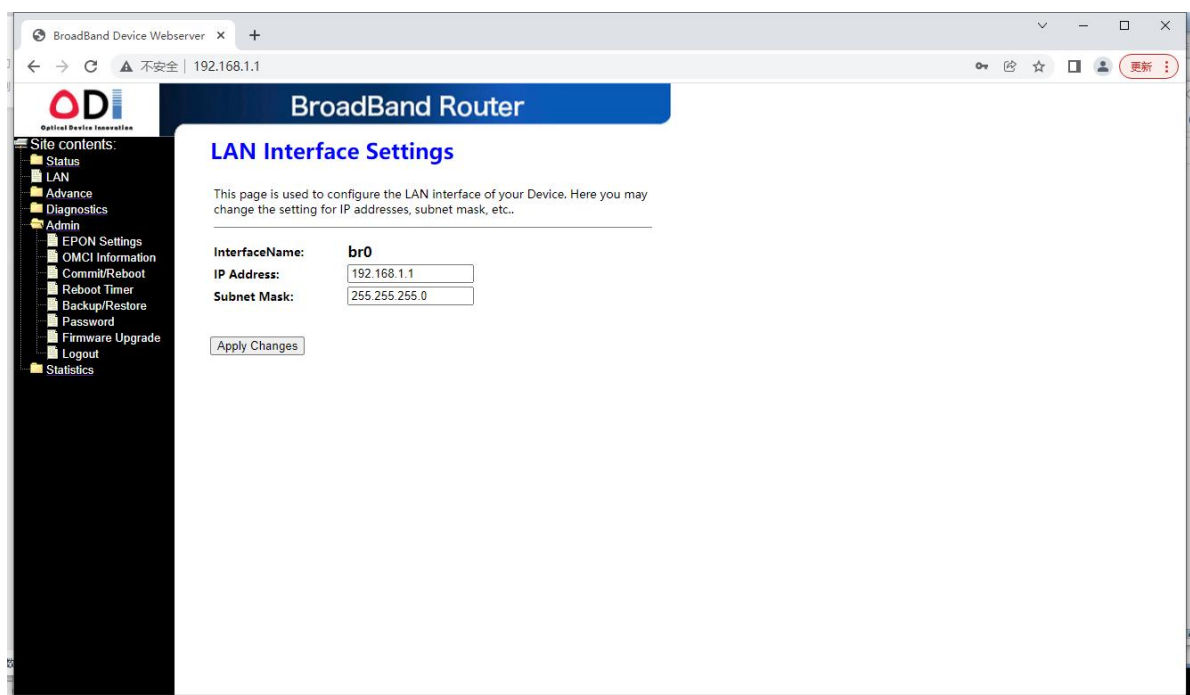 BroadBand Device Webserver
不安全 | 192.168.1.1
更新
ODi
Optical Device Innovation
BroadBand Router
Site contents:
Status
LAN
Advance
Diagnostics
Admin
EPON Settings
OMCI Information
Commit/Reboot
Reboot Timer
Backup/Restore
Password
Firmware Upgrade
Logout
Statistics
LAN Interface Settings
This page is used to configure the LAN interface of your Device. Here you may
change the setting for IP addresses, subnet mask, etc..
InterfaceName: br0
IP Address: 192.168.1.1
Subnet Mask: 255.255.255.0
Apply Changes